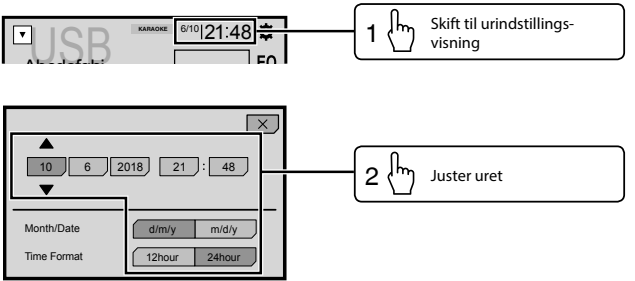 KARAOKE 6/10 21:48
USB
EQ
1 Skift til urindstillings-
visning
10 6 2018 21 : 48
2 Juster uret
Month/Date d/m/y m/d/y
Time Format 12hour 24hour